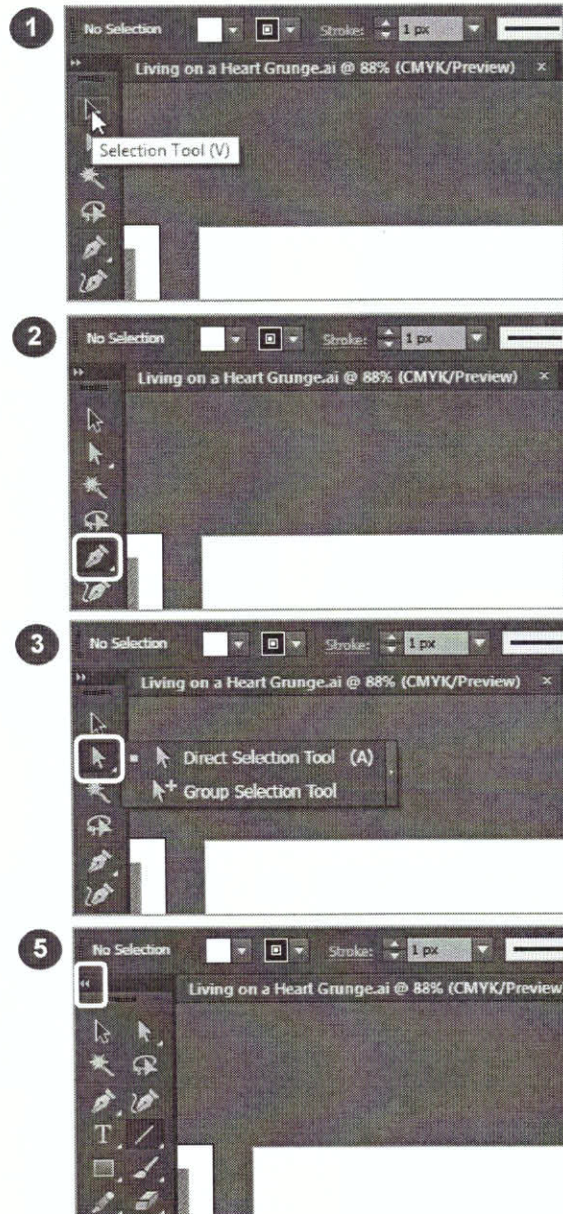 1
No Selection Stroke: 1 px
Living on a Heart Grunge.ai @ 88% (CMYK/Preview) ×
Selection Tool (V)
2
No Selection Stroke: 1 px
Living on a Heart Grunge.ai @ 88% (CMYK/Preview) ×
3
No Selection Stroke: 1 px
Living on a Heart Grunge.ai @ 88% (CMYK/Preview) ×
Direct Selection Tool (A)
Group Selection Tool
5
No Selection Stroke: 1 px
Living on a Heart Grunge.ai @ 88% (CMYK/Preview
T